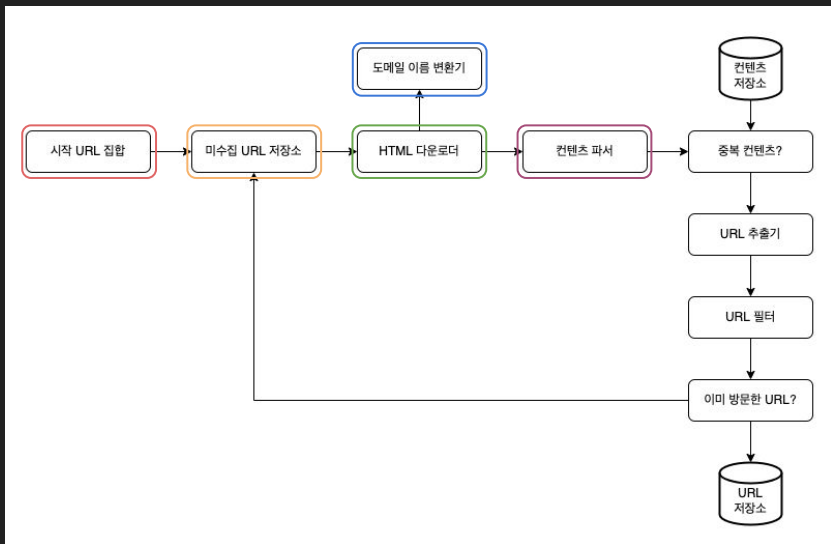 도메일 이름 변환기
컨텐츠
저장소
시작 URL 집합
미수집 URL 저장소
HTML 다운로더
컨텐츠 파서
중복 컨텐츠?
URL 추출기
URL 필터
이미 방문한 URL?
URL
저장소